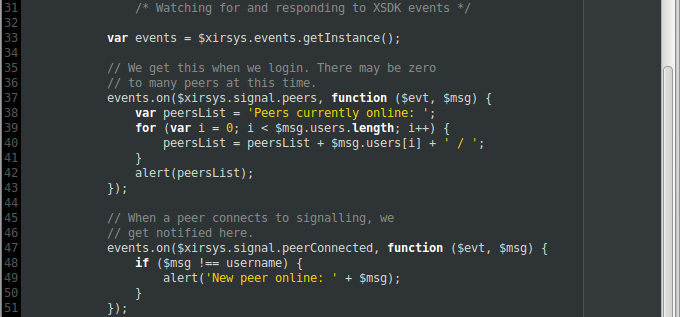 31 /* Watching for and responding to XSDK events */
32
33 var events = $xirsys.events.getInstance();
34
35 // We get this when we login. There may be zero
36 // to many peers at this time.
37 events.on($xirsys.signal.peers, function ($evt, $msg) {
38 var peersList = 'Peers currently online: ';
39 for (var i = 0; i < $msg.users.length; i++) {
40 peersList = peersList + $msg.users[i] + ' / ';
41 }
42 alert(peersList);
43 });
44
45 // When a peer connects to signalling, we
46 // get notified here.
47 events.on($xirsys.signal.peerConnected, function ($evt, $msg) {
48 if ($msg !== username) {
49 alert('New peer online: ' + $msg);
50 }
51 });